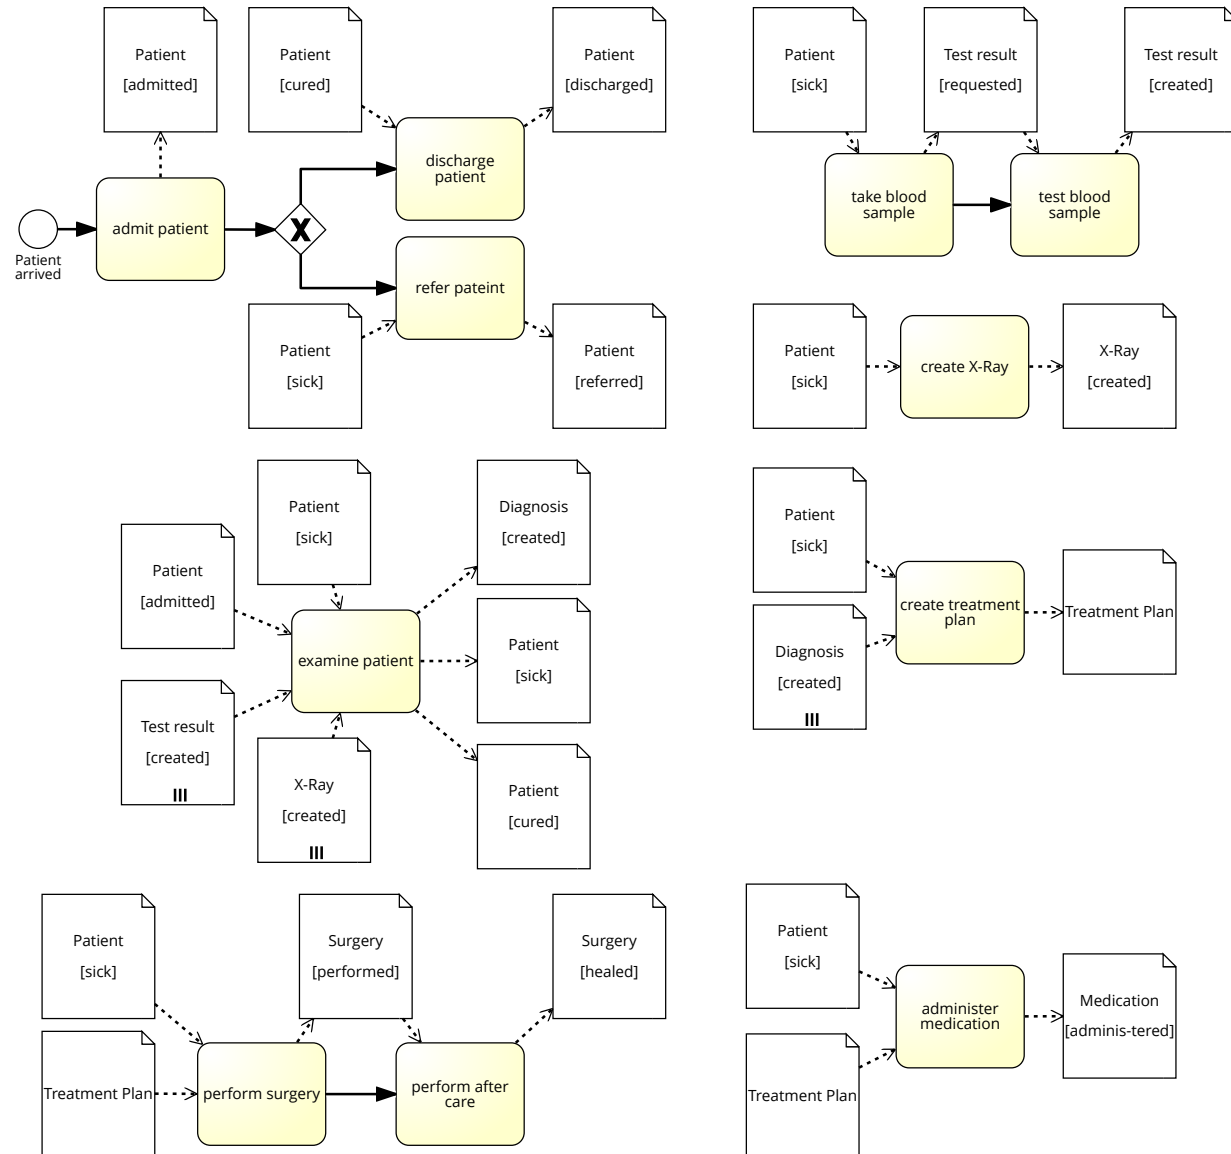 Patient
[admitted]
Patient
[cured]
Patient
[discharged]
discharge
patient
admit patient
X
Patient
arrived
refer pateint
Patient
[sick]
Patient
[referred]
Patient
[sick]
Test result
[requested]
Test result
[created]
take blood
sample
test blood
sample
Patient
[sick]
create X-Ray
X-Ray
[created]
Patient
[sick]
Diagnosis
[created]
Patient
[admitted]
examine patient
Patient
[sick]
Test result
[created]
X-Ray
[created]
Patient
[cured]
Patient
[sick]
create treatment
plan
Treatment Plan
Diagnosis
[created]
Patient
[sick]
Surgery
[performed]
Surgery
[healed]
Treatment Plan
perform surgery
perform after
care
Patient
[sick]
administer
medication
Medication
[adminis-tered]
Treatment Plan